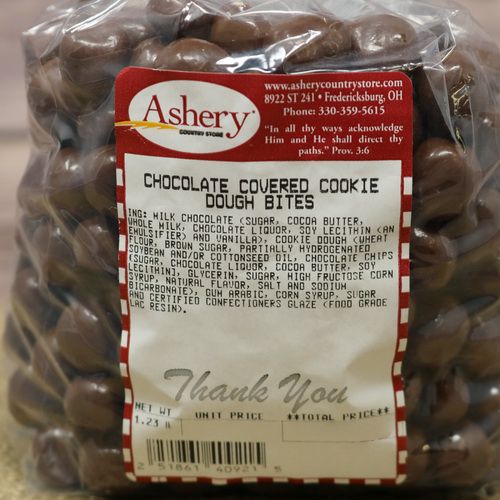 Ashery
COUNTRY STORE
www.asherycountrystore.com
8922 ST 241 • Fredericksburg, OH
Phone: 330-359-5615
"In all thy ways acknowledge
Him and He shall direct thy
paths." Prov. 3:6
CHOCOLATE COVERED COOKIE
DOUGH BITES
ING: MILK CHOCOLATE (SUGAR, COCOA BUTTER,
WHOLE MILK, CHOCOLATE LIQUOR, SOY LECITHIN (AN
EMULSIFIER) AND VANILLA), COOKIE DOUGH (WHEAT
FLOUR, BROWN SUGAR, PARTIALLY HYDROGENATED
SOYBEAN AND/OR COTTONSEED OIL, CHOCOLATE CHIPS
(SUGAR, CHOCOLATE LIQUOR, COCOA BUTTER, SOY
LECITHIN), GLYCERIN, SUGAR, HIGH FRUCTOSE CORN
SYRUP, NATURAL FLAVOR, SALT AND SODIUM
BICARBONATE), GUM ARABIC, CORN SYRUP, SUGAR
AND CERTIFIED CONFECTIONERS GLAZE (FOOD GRADE
LAC RESIN).
Thank You
NET WT UNIT PRICE **TOTAL PRICE**
1.23 lb
2 51861 40921 5